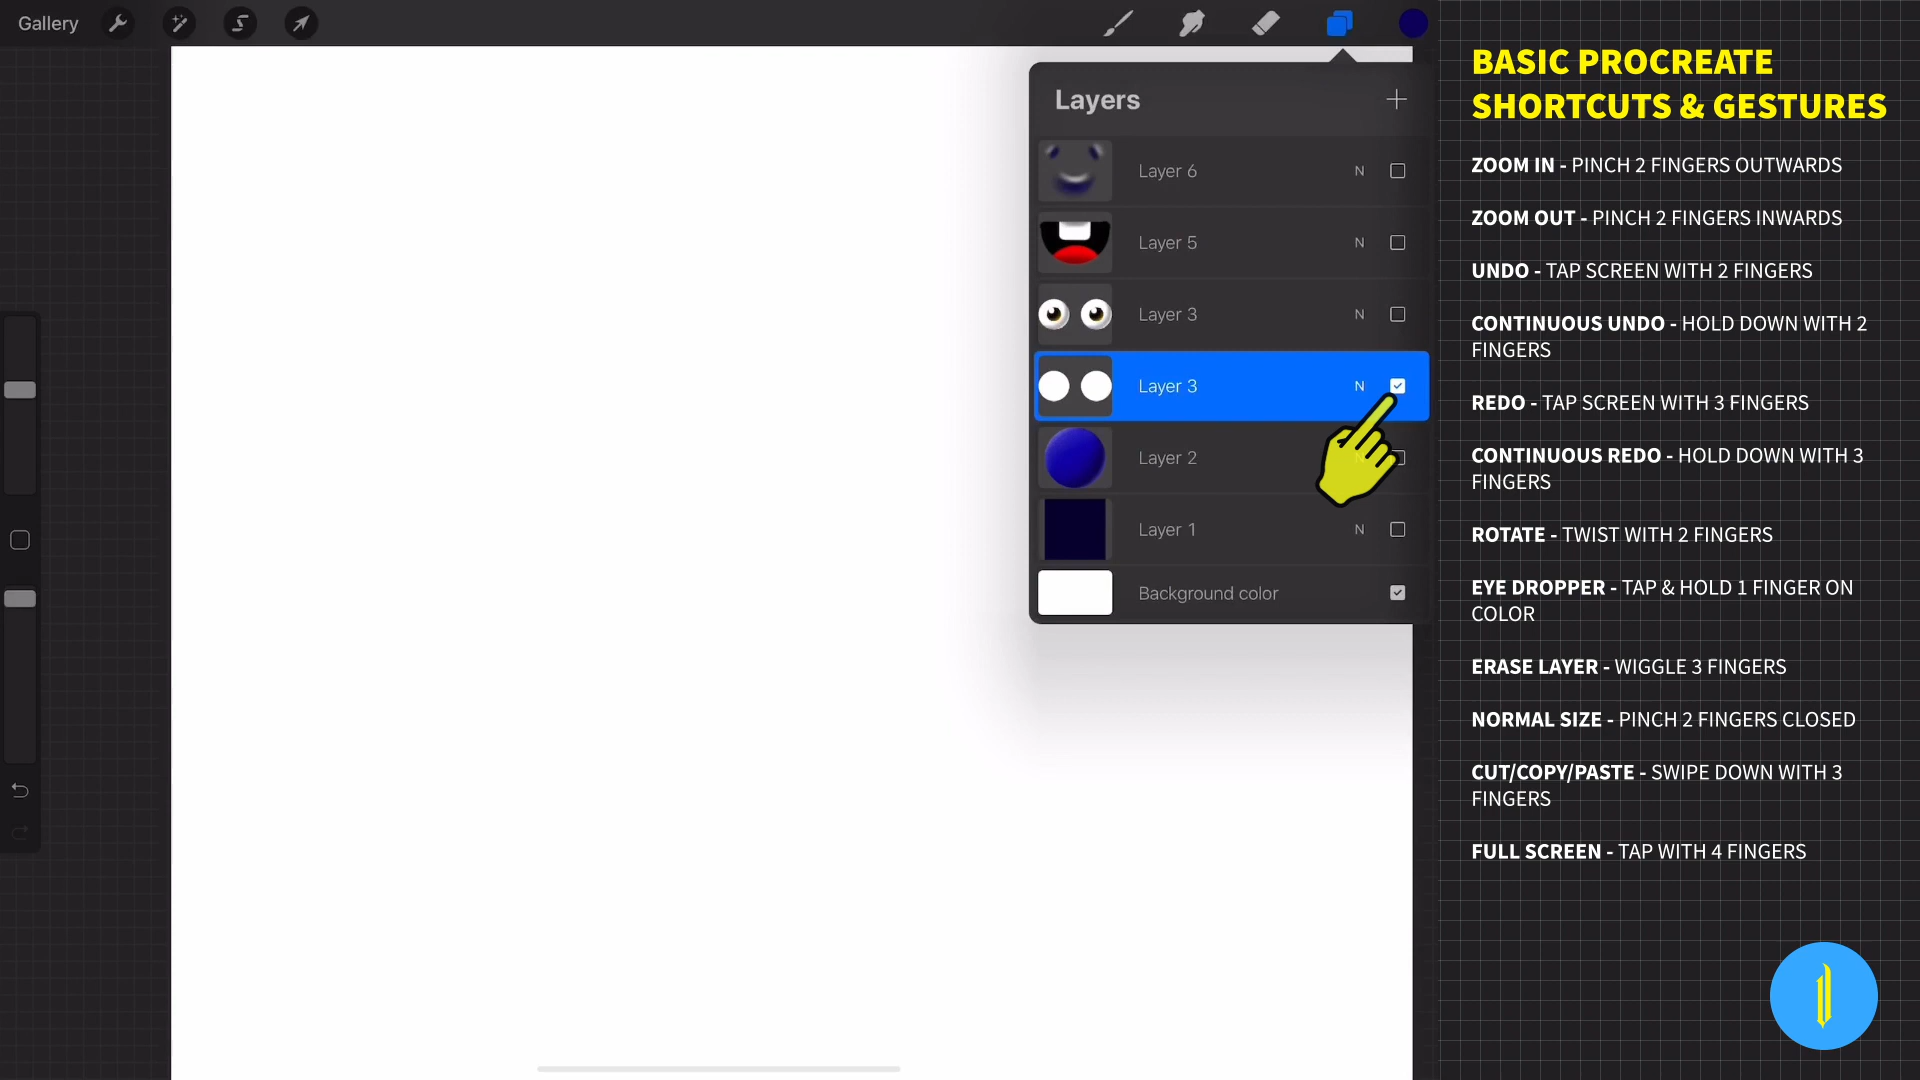 Gallery
Layers
Layer 6 N
Layer 5 N
Layer 3 N
Layer 3 N
Layer 2
Layer 1 N
Background color
BASIC PROCREATE
SHORTCUTS & GESTURES
ZOOM IN - PINCH 2 FINGERS OUTWARDS
ZOOM OUT - PINCH 2 FINGERS INWARDS
UNDO - TAP SCREEN WITH 2 FINGERS
CONTINUOUS UNDO - HOLD DOWN WITH 2
FINGERS
REDO - TAP SCREEN WITH 3 FINGERS
CONTINUOUS REDO - HOLD DOWN WITH 3
FINGERS
ROTATE - TWIST WITH 2 FINGERS
EYE DROPPER - TAP & HOLD 1 FINGER ON
COLOR
ERASE LAYER - WIGGLE 3 FINGERS
NORMAL SIZE - PINCH 2 FINGERS CLOSED
CUT/COPY/PASTE - SWIPE DOWN WITH 3
FINGERS
FULL SCREEN - TAP WITH 4 FINGERS